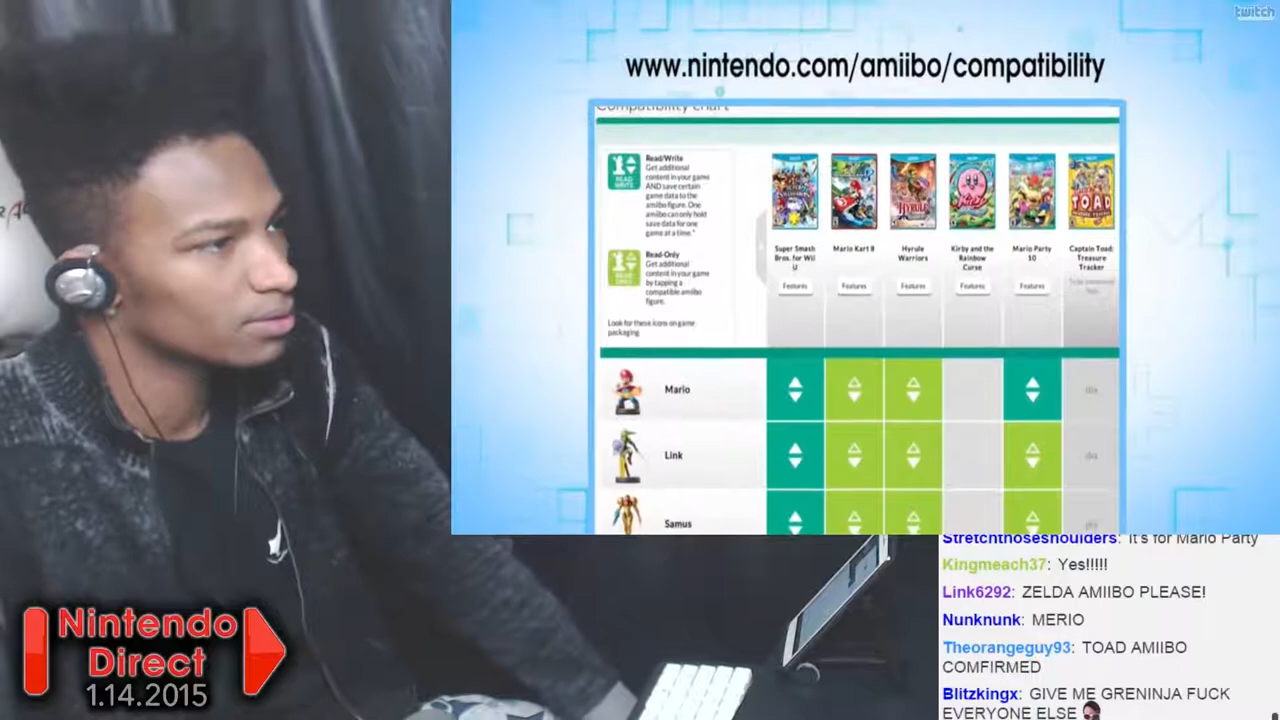 twitch
www.nintendo.com/amiibo/compatibility
Compatibility chart
Read/Write
Get additional
content in your game
AND save certain
game data to the
amiibo figure. One
amiibo can only hold
save data for one
game at a time.*
READ
WRITE
Read-Only
Get additional
content in your game
by tapping a
compatible amiibo
figure.
READ
ONLY
Look for these icons on game
packaging.
Super Smash
Bros. for Wii
U
Mario Kart 8
Hyrule
Warriors
Kirby and the
Rainbow
Curse
Mario Party
10
Captain Toad:
Treasure
Tracker
Features
Features
Features
Features
Features
HYRULE
TOAD
Mario
Link
Samus
Stretchthoseshoulders: It's for Mario Party
Kingmeach37: Yes!!!!!
Link6292: ZELDA AMIIBO PLEASE!
Nunknunk: MERIO
Theorangeguy93: TOAD AMIIBO
COMFIRMED
Blitzkingx: GIVE ME GRENINJA FUCK
EVERYONE ELSE
Nintendo
Direct
1.14.2015